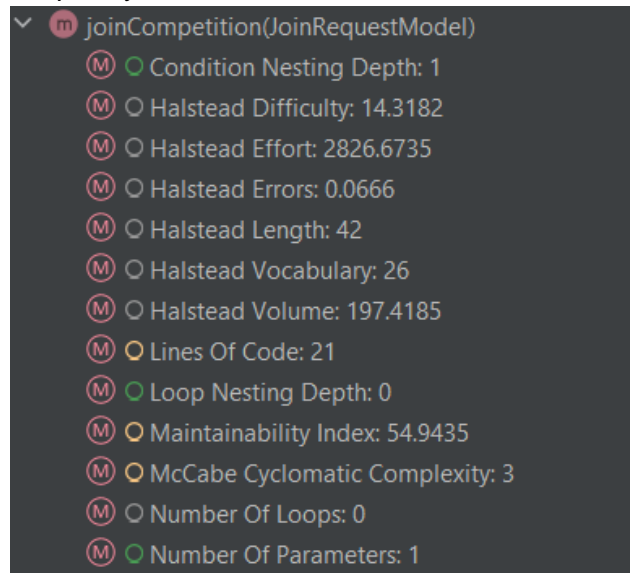 m joinCompetition(JoinRequestModel)
M Condition Nesting Depth: 1
M Halstead Difficulty: 14.3182
M Halstead Effort: 2826.6735
M Halstead Errors: 0.0666
M Halstead Length: 42
M Halstead Vocabulary: 26
M Halstead Volume: 197.4185
M Lines Of Code: 21
M Loop Nesting Depth: 0
M Maintainability Index: 54.9435
M McCabe Cyclomatic Complexity: 3
M Number Of Loops: 0
M Number Of Parameters: 1